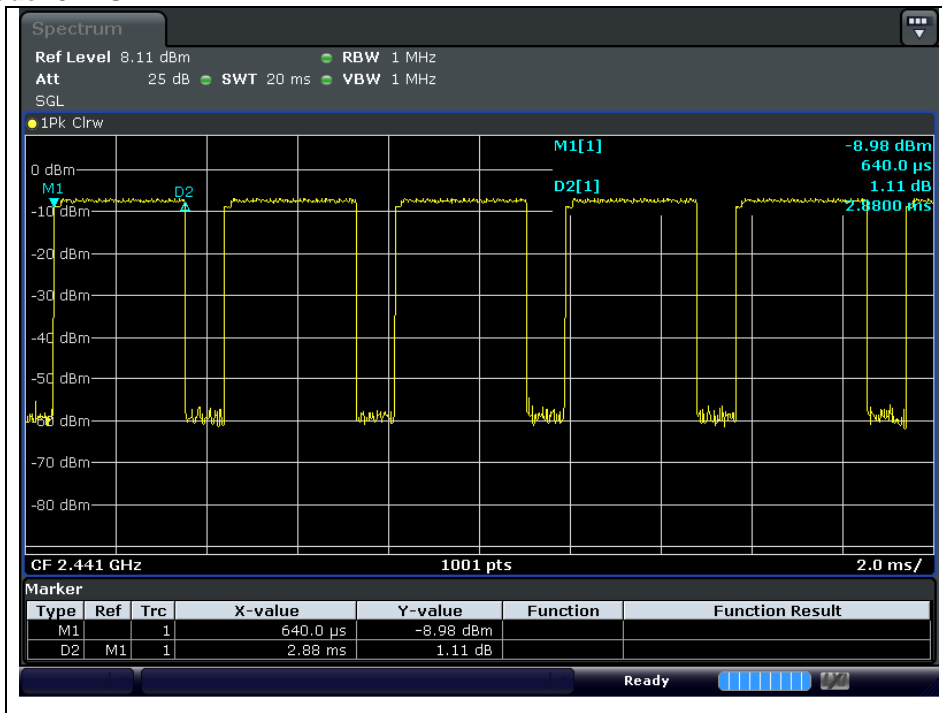 Spectrum
Ref Level 8.11 dBm RBW 1 MHz
Att 25 dB SWT 20 ms VBW 1 MHz
SGL
1Pk Clrw
M1[1] -8.98 dBm
640.0 µs
D2[1] 1.11 dB
2.8800 ms
0 dBm
M1
D2
-10 dBm
-20 dBm
-30 dBm
-40 dBm
-50 dBm
-60 dBm
-70 dBm
-80 dBm
CF 2.441 GHz 1001 pts 2.0 ms/
Marker
Type Ref Trc X-value Y-value Function Function Result
M1 1 640.0 µs -8.98 dBm
D2 M1 1 2.88 ms 1.11 dB
Ready